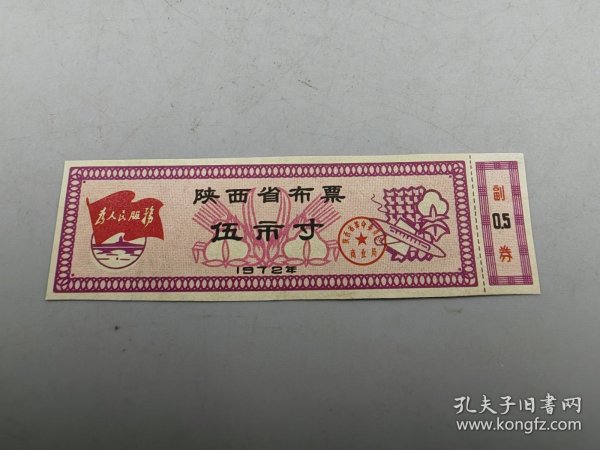 陕西省布票
伍市寸
1972年
为人民服务
副
0.5
券
孔夫子旧书网
www.kongfz.com